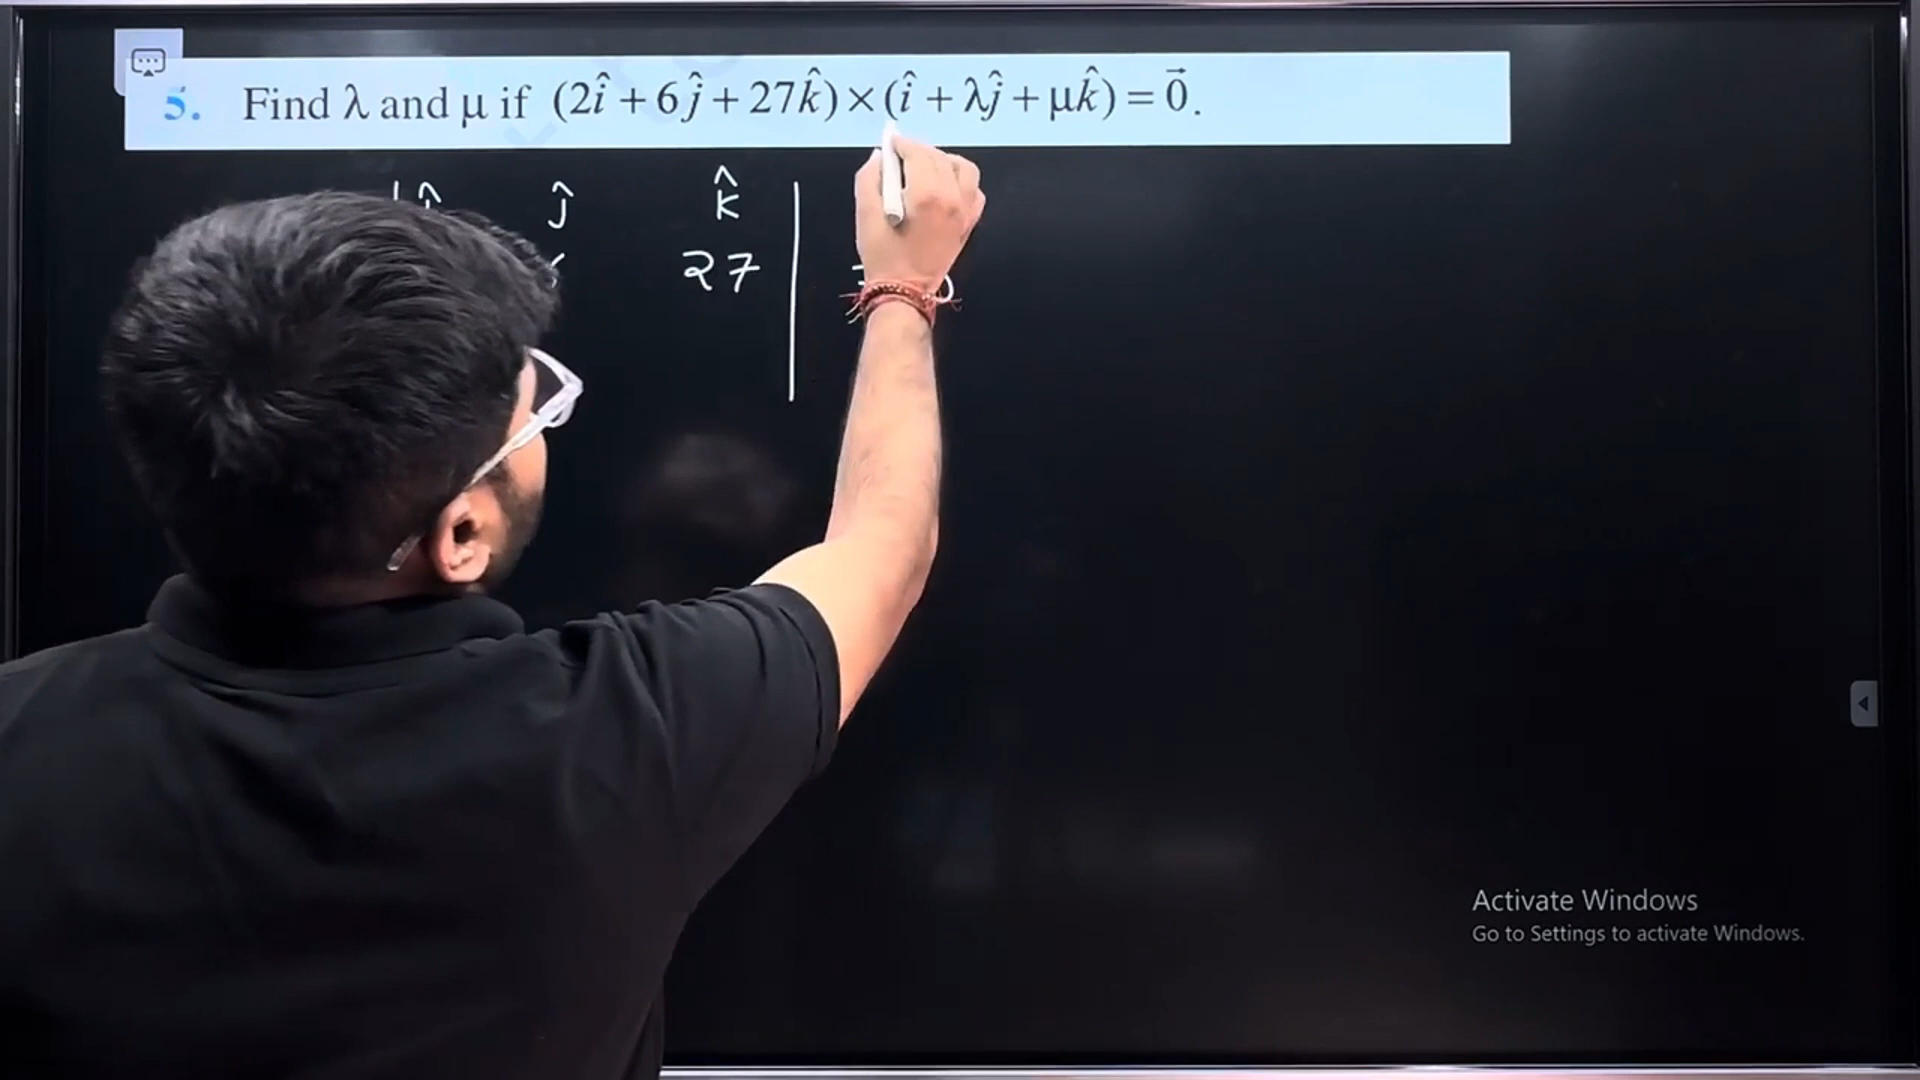 5. Find λ and μ if (2î + 6ĵ + 27k̂) × (î + λĵ + μk̂) = 0⃗.
î ĵ k̂
27
Activate Windows
Go to Settings to activate Windows.